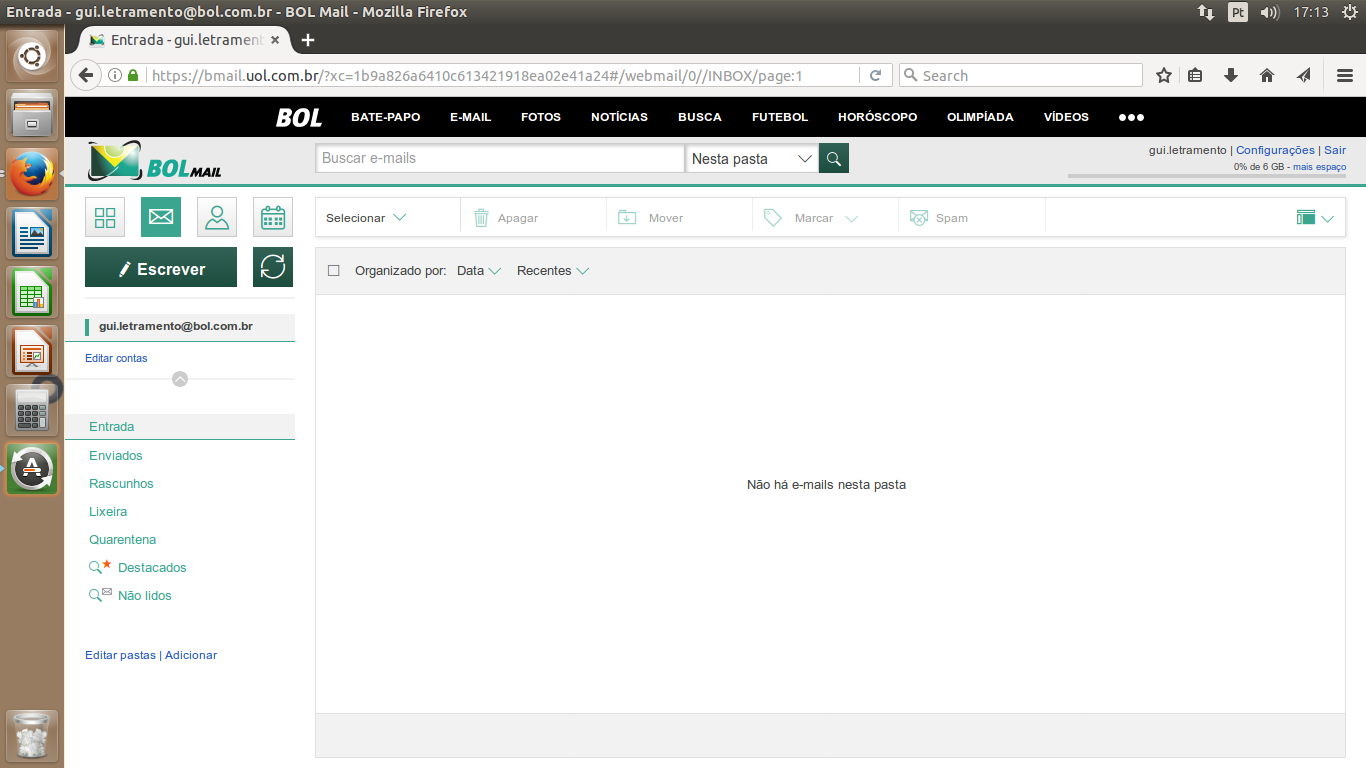 Entrada - gui.letramento@bol.com.br - BOL Mail - Mozilla Firefox
Pt
17:13
Entrada - gui.letrament
https://bmail.uol.com.br/?xc=1b9a826a6410c613421918ea02e41a24#/webmail/0//INBOX/page:1
Search
BOL BATE-PAPO E-MAIL FOTOS NOTÍCIAS BUSCA FUTEBOL HORÓSCOPO OLIMPÍADA VÍDEOS
BOL MAIL
Buscar e-mails
Nesta pasta
gui.letramento | Configurações | Sair
0% de 6 GB - mais espaço
Selecionar Apagar Mover Marcar Spam
Escrever
Organizado por: Data Recentes
gui.letramento@bol.com.br
Editar contas
Entrada
Enviados
Rascunhos
Lixeira
Quarentena
Destacados
Não lidos
Editar pastas | Adicionar
Não há e-mails nesta pasta